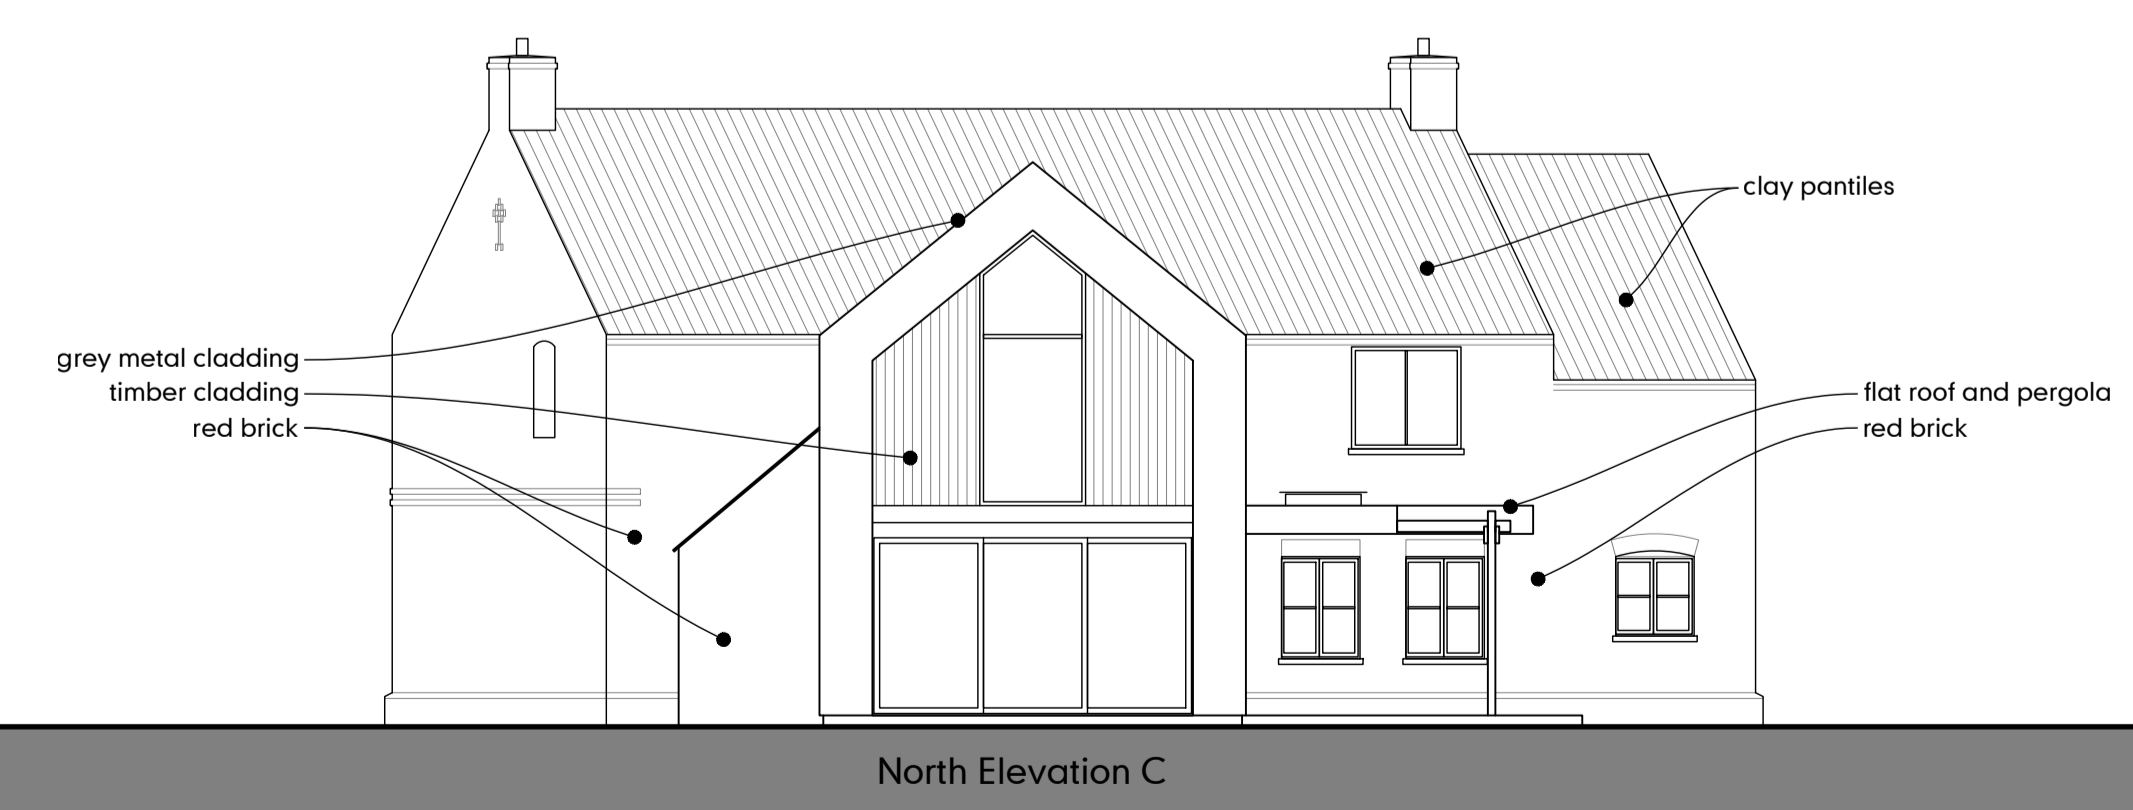 clay pantiles
grey metal cladding
timber cladding
red brick
flat roof and pergola
red brick
North Elevation C